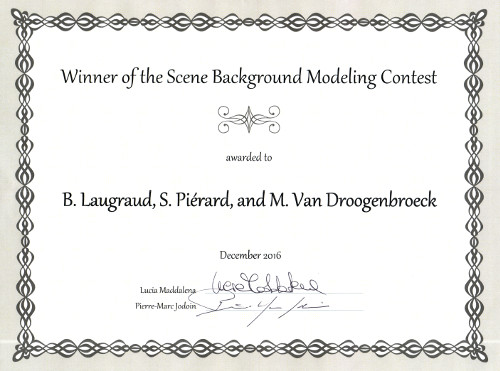 Winner of the Scene Background Modeling Contest
awarded to
B. Laugraud, S. Piérard, and M. Van Droogenbroeck
December 2016
Lucia Maddalena
Pierre-Marc Jodoin